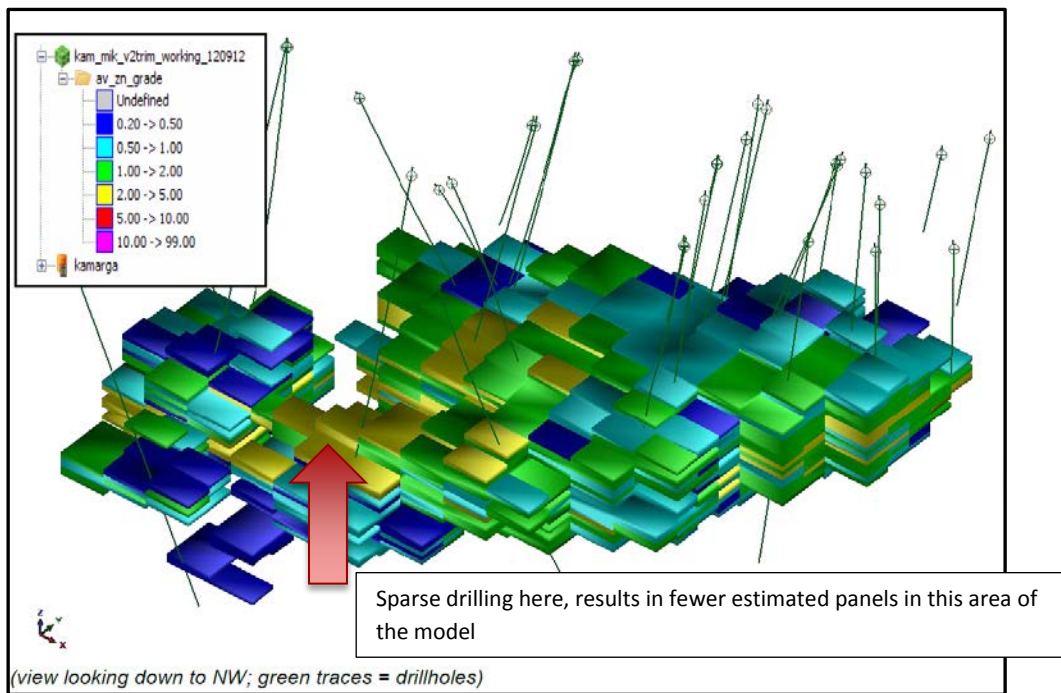 kam_mik_v2trim_working_120912
av_zn_grade
Undefined
0.20 -> 0.50
0.50 -> 1.00
1.00 -> 2.00
2.00 -> 5.00
5.00 -> 10.00
10.00 -> 99.00
kamarga
Sparse drilling here, results in fewer estimated panels in this area of
the model
Z
Y
X
(view looking down to NW; green traces = drillholes)